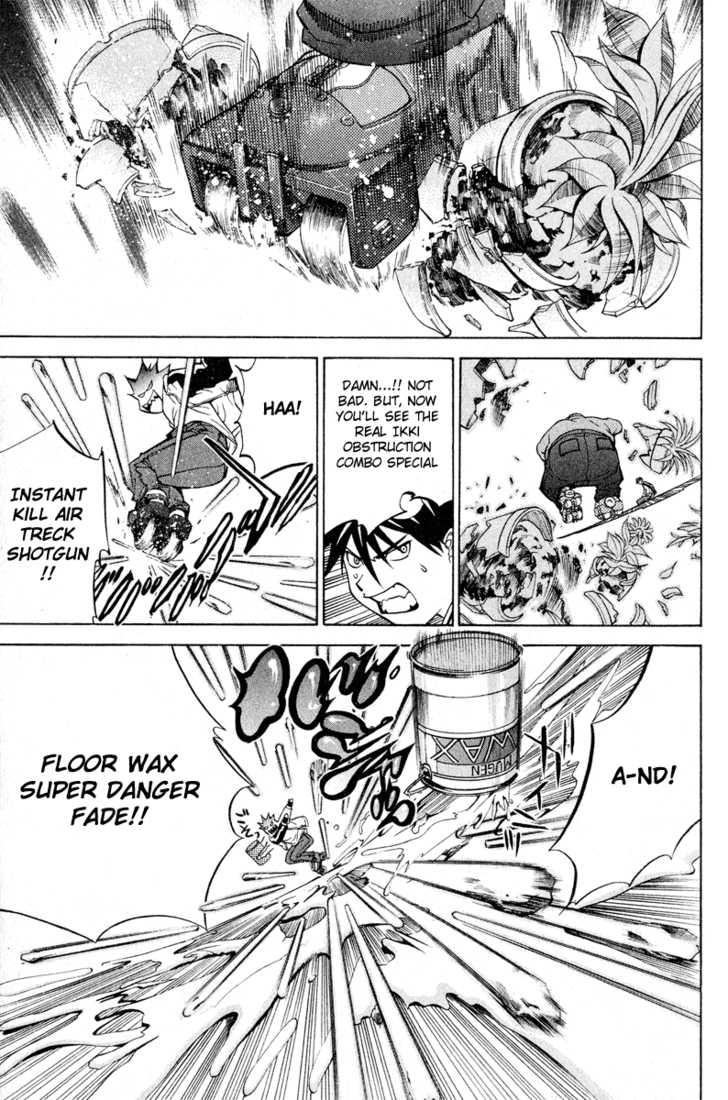 DAMN...!! NOT
BAD. BUT, NOW
YOU'LL SEE THE
REAL IKKI
OBSTRUCTION
COMBO SPECIAL
HAA!
INSTANT
KILL AIR
TRECK
SHOTGUN
!!
A-ND!
MUGEN
WAX
FLOOR WAX
SUPER DANGER
FADE!!